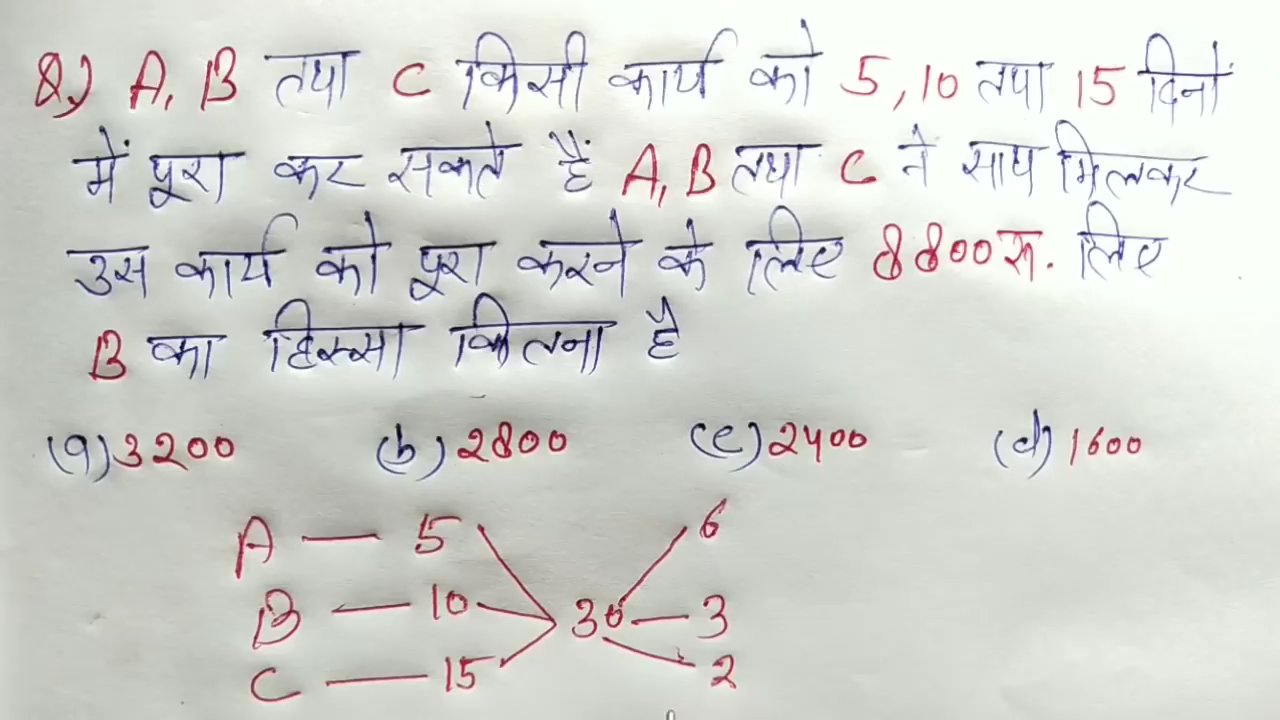 Q.) A, B तथा C किसी कार्य को 5, 10 तथा 15 दिनों
में पूरा कर सकते हैं A, B तथा C ने साथ मिलकर
उस कार्य को पूरा करने के लिए 8800 रु. लिए
B का हिस्सा कितना है
(a) 3200 (b) 2800 (c) 2400 (d) 1600
A — 5 6
B — 10 30 — 3
C — 15 2